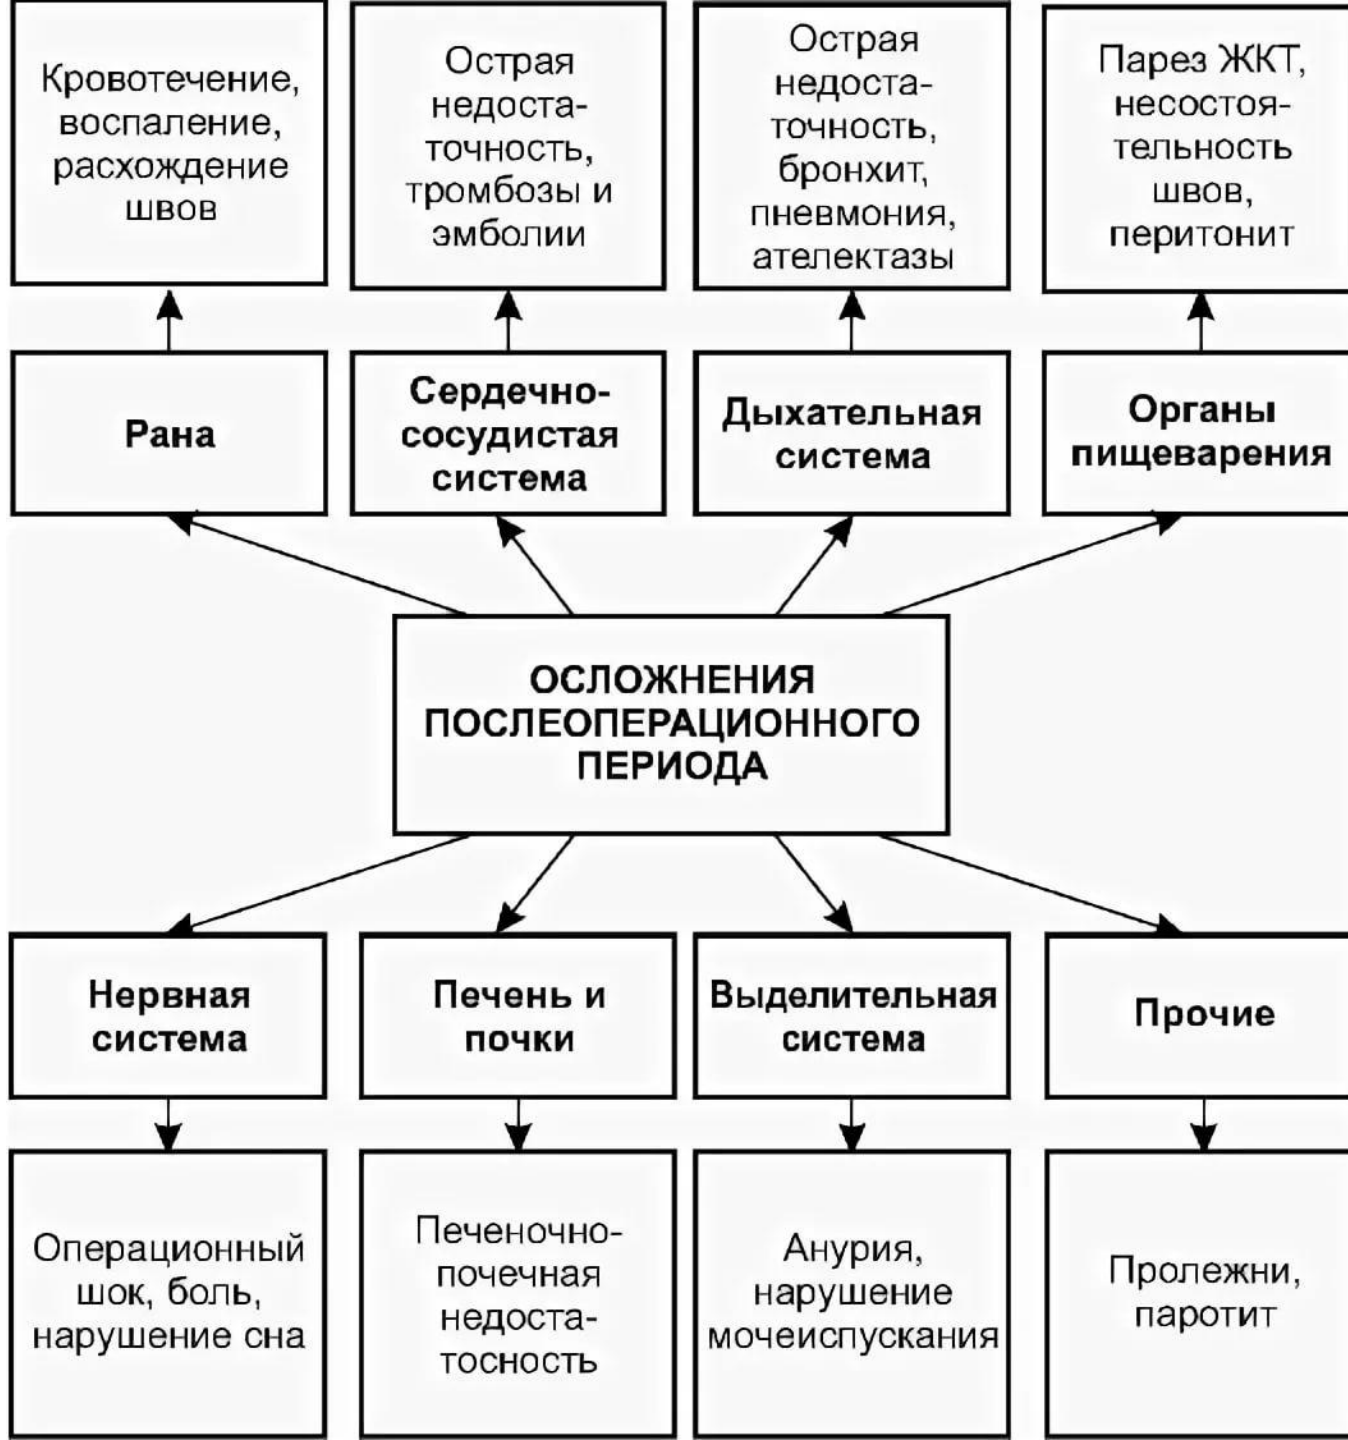 Кровотечение,
воспаление,
расхождение
швов
Острая
недоста-
точность,
тромбозы и
эмболии
Острая
недоста-
точность,
бронхит,
пневмония,
ателектазы
Парез ЖКТ,
несостоя-
тельность
швов,
перитонит
Рана
Сердечно-
сосудистая
система
Дыхательная
система
Органы
пищеварения
ОСЛОЖНЕНИЯ
ПОСЛЕОПЕРАЦИОННОГО
ПЕРИОДА
Нервная
система
Печень и
почки
Выделительная
система
Прочие
Операционный
шок, боль,
нарушение сна
Печеночно-
почечная
недоста-
тосность
Анурия,
нарушение
мочеиспускания
Пролежни,
паротит